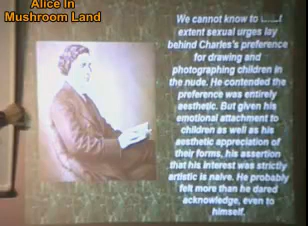 Alice In
Mushroom Land
We cannot know to
extent sexual urges lay
behind Charles's preference
for drawing and
photographing children in
the nude. He contended the
preference was entirely
aesthetic. But given his
emotional attachment to
children as well as his
aesthetic appreciation of
their forms, his assertion
that his interest was strictly
artistic is naive. He probably
felt more than he dared
acknowledge, even to
himself.